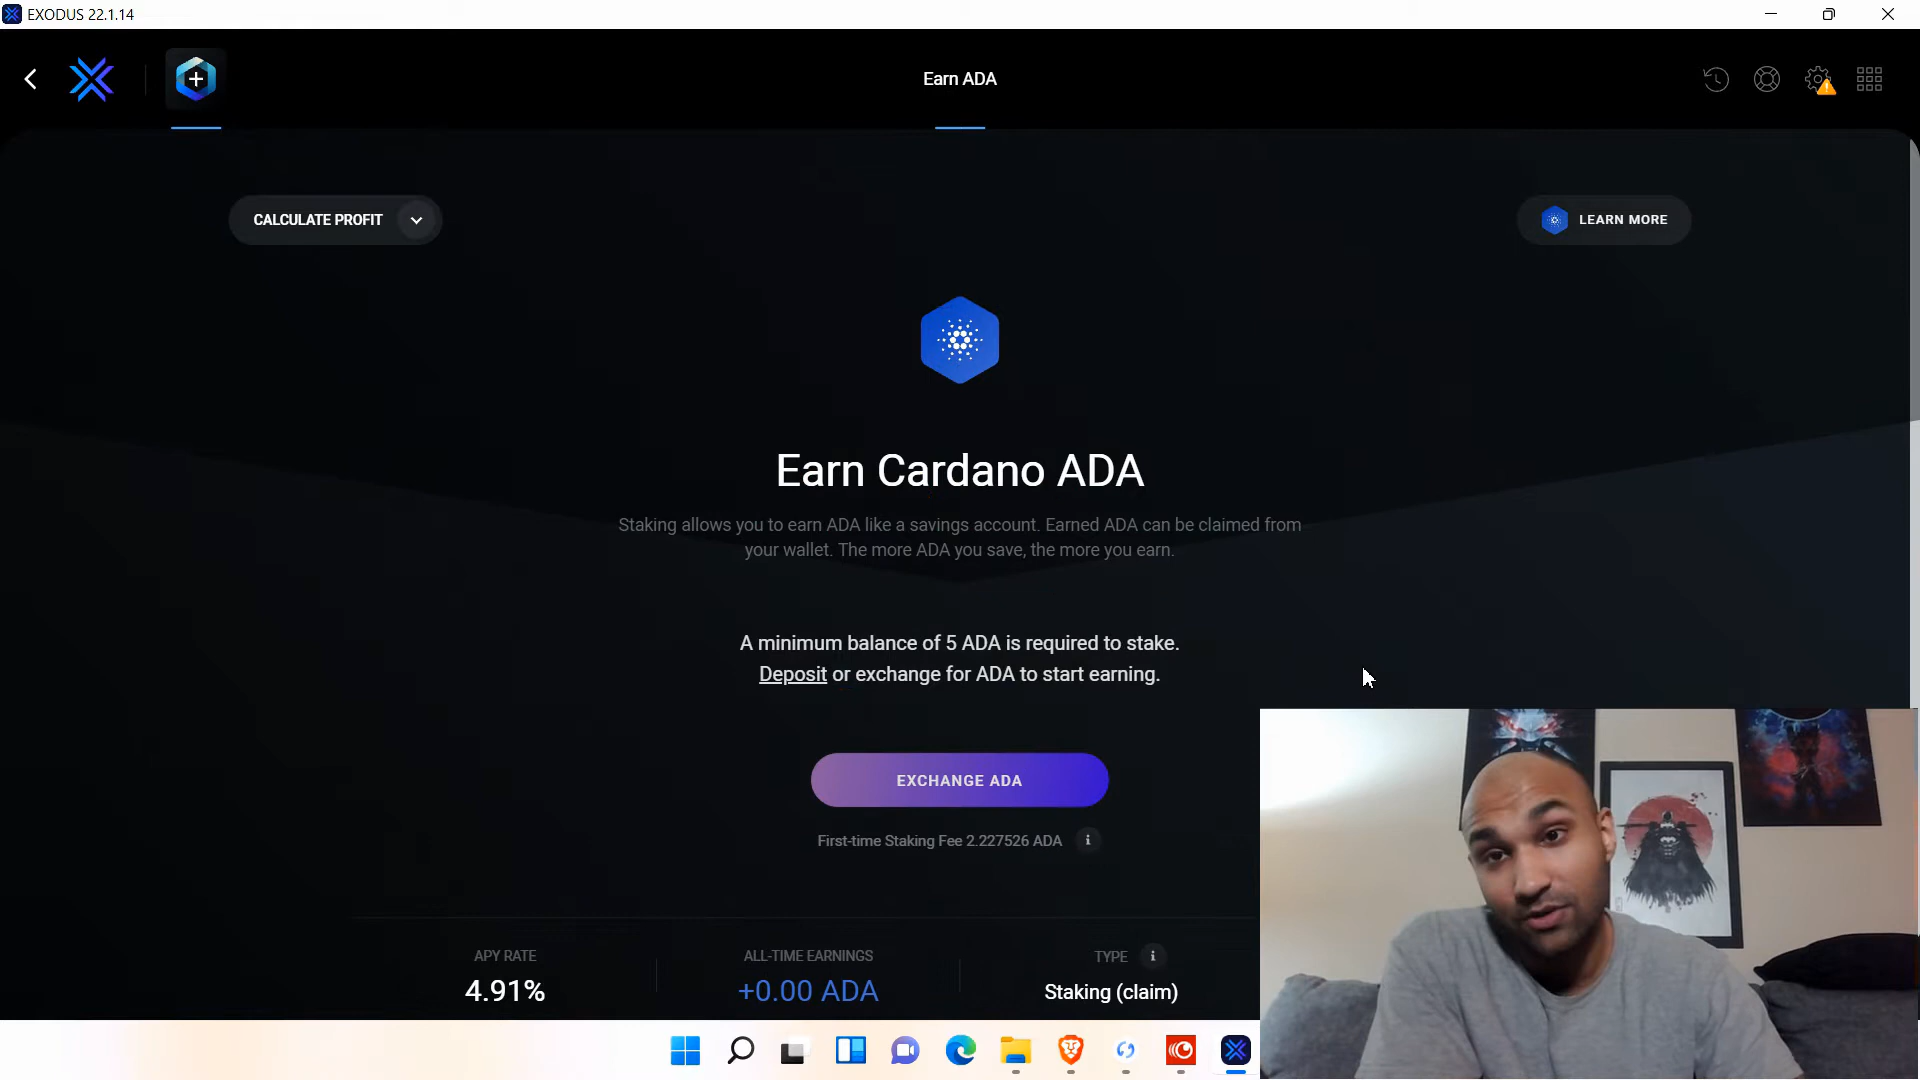 EXODUS 22.1.14
Earn ADA
CALCULATE PROFIT
LEARN MORE
Earn Cardano ADA
Staking allows you to earn ADA like a savings account. Earned ADA can be claimed from
your wallet. The more ADA you save, the more you earn.
A minimum balance of 5 ADA is required to stake.
Deposit or exchange for ADA to start earning.
EXCHANGE ADA
First-time Staking Fee 2.227526 ADA
APY RATE
4.91%
ALL-TIME EARNINGS
+0.00 ADA
TYPE
Staking (claim)